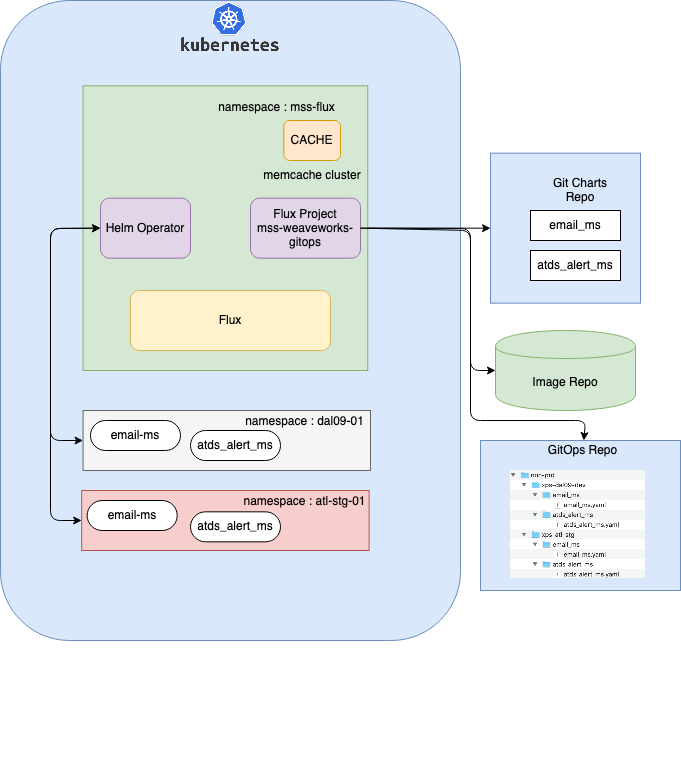 kubernetes
namespace : mss-flux
CACHE
memcache cluster
Helm Operator
Flux Project
mss-weaveworks-
gitops
Flux
namespace : dal09-01
email-ms
atds_alert_ms
namespace : atl-stg-01
email-ms
atds_alert_ms
Git Charts
Repo
email_ms
atds_alert_ms
Image Repo
GitOps Repo
non-prd
xps-dal09-dev
email_ms
email_ms.yaml
atds_alert_ms
atds_alert_ms.yaml
xps-atl-stg
email_ms
email_ms.yaml
atds_alert_ms
atds_alert_ms.yaml